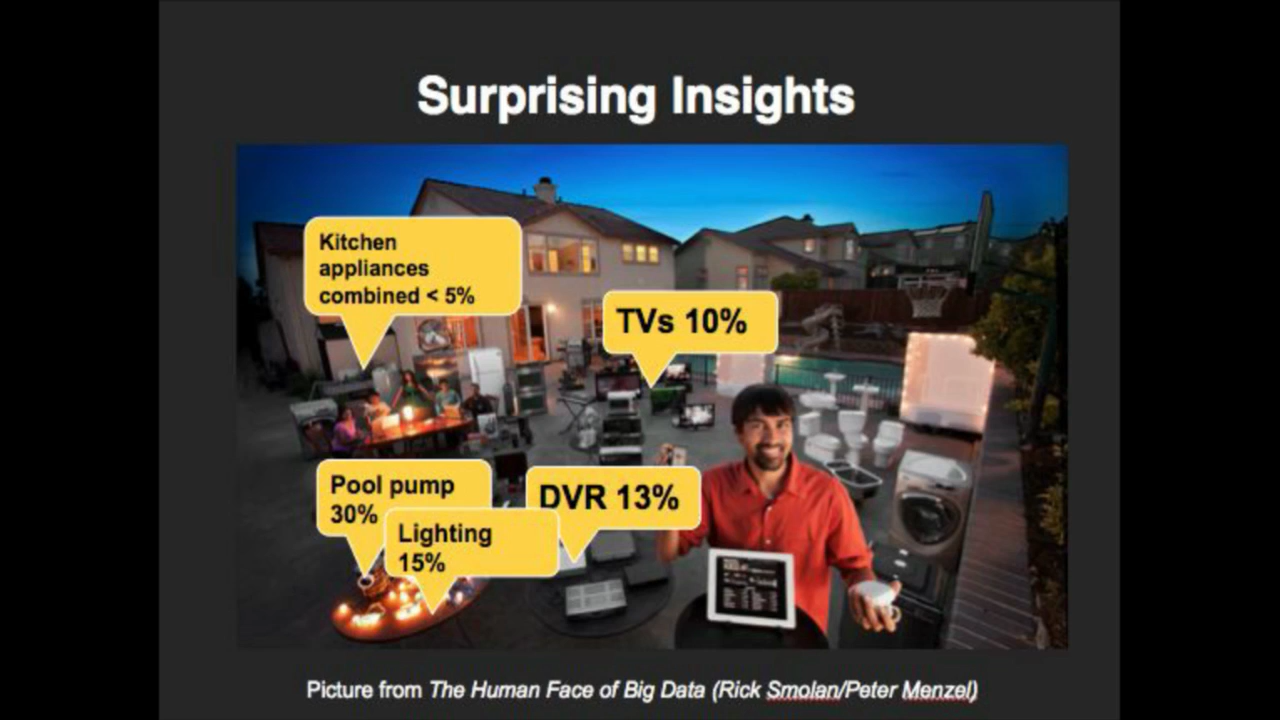 Surprising Insights
Kitchen
appliances
combined < 5%
TVs 10%
Pool pump
30%
DVR 13%
Lighting
15%
Picture from The Human Face of Big Data (Rick Smolan/Peter Menzel)